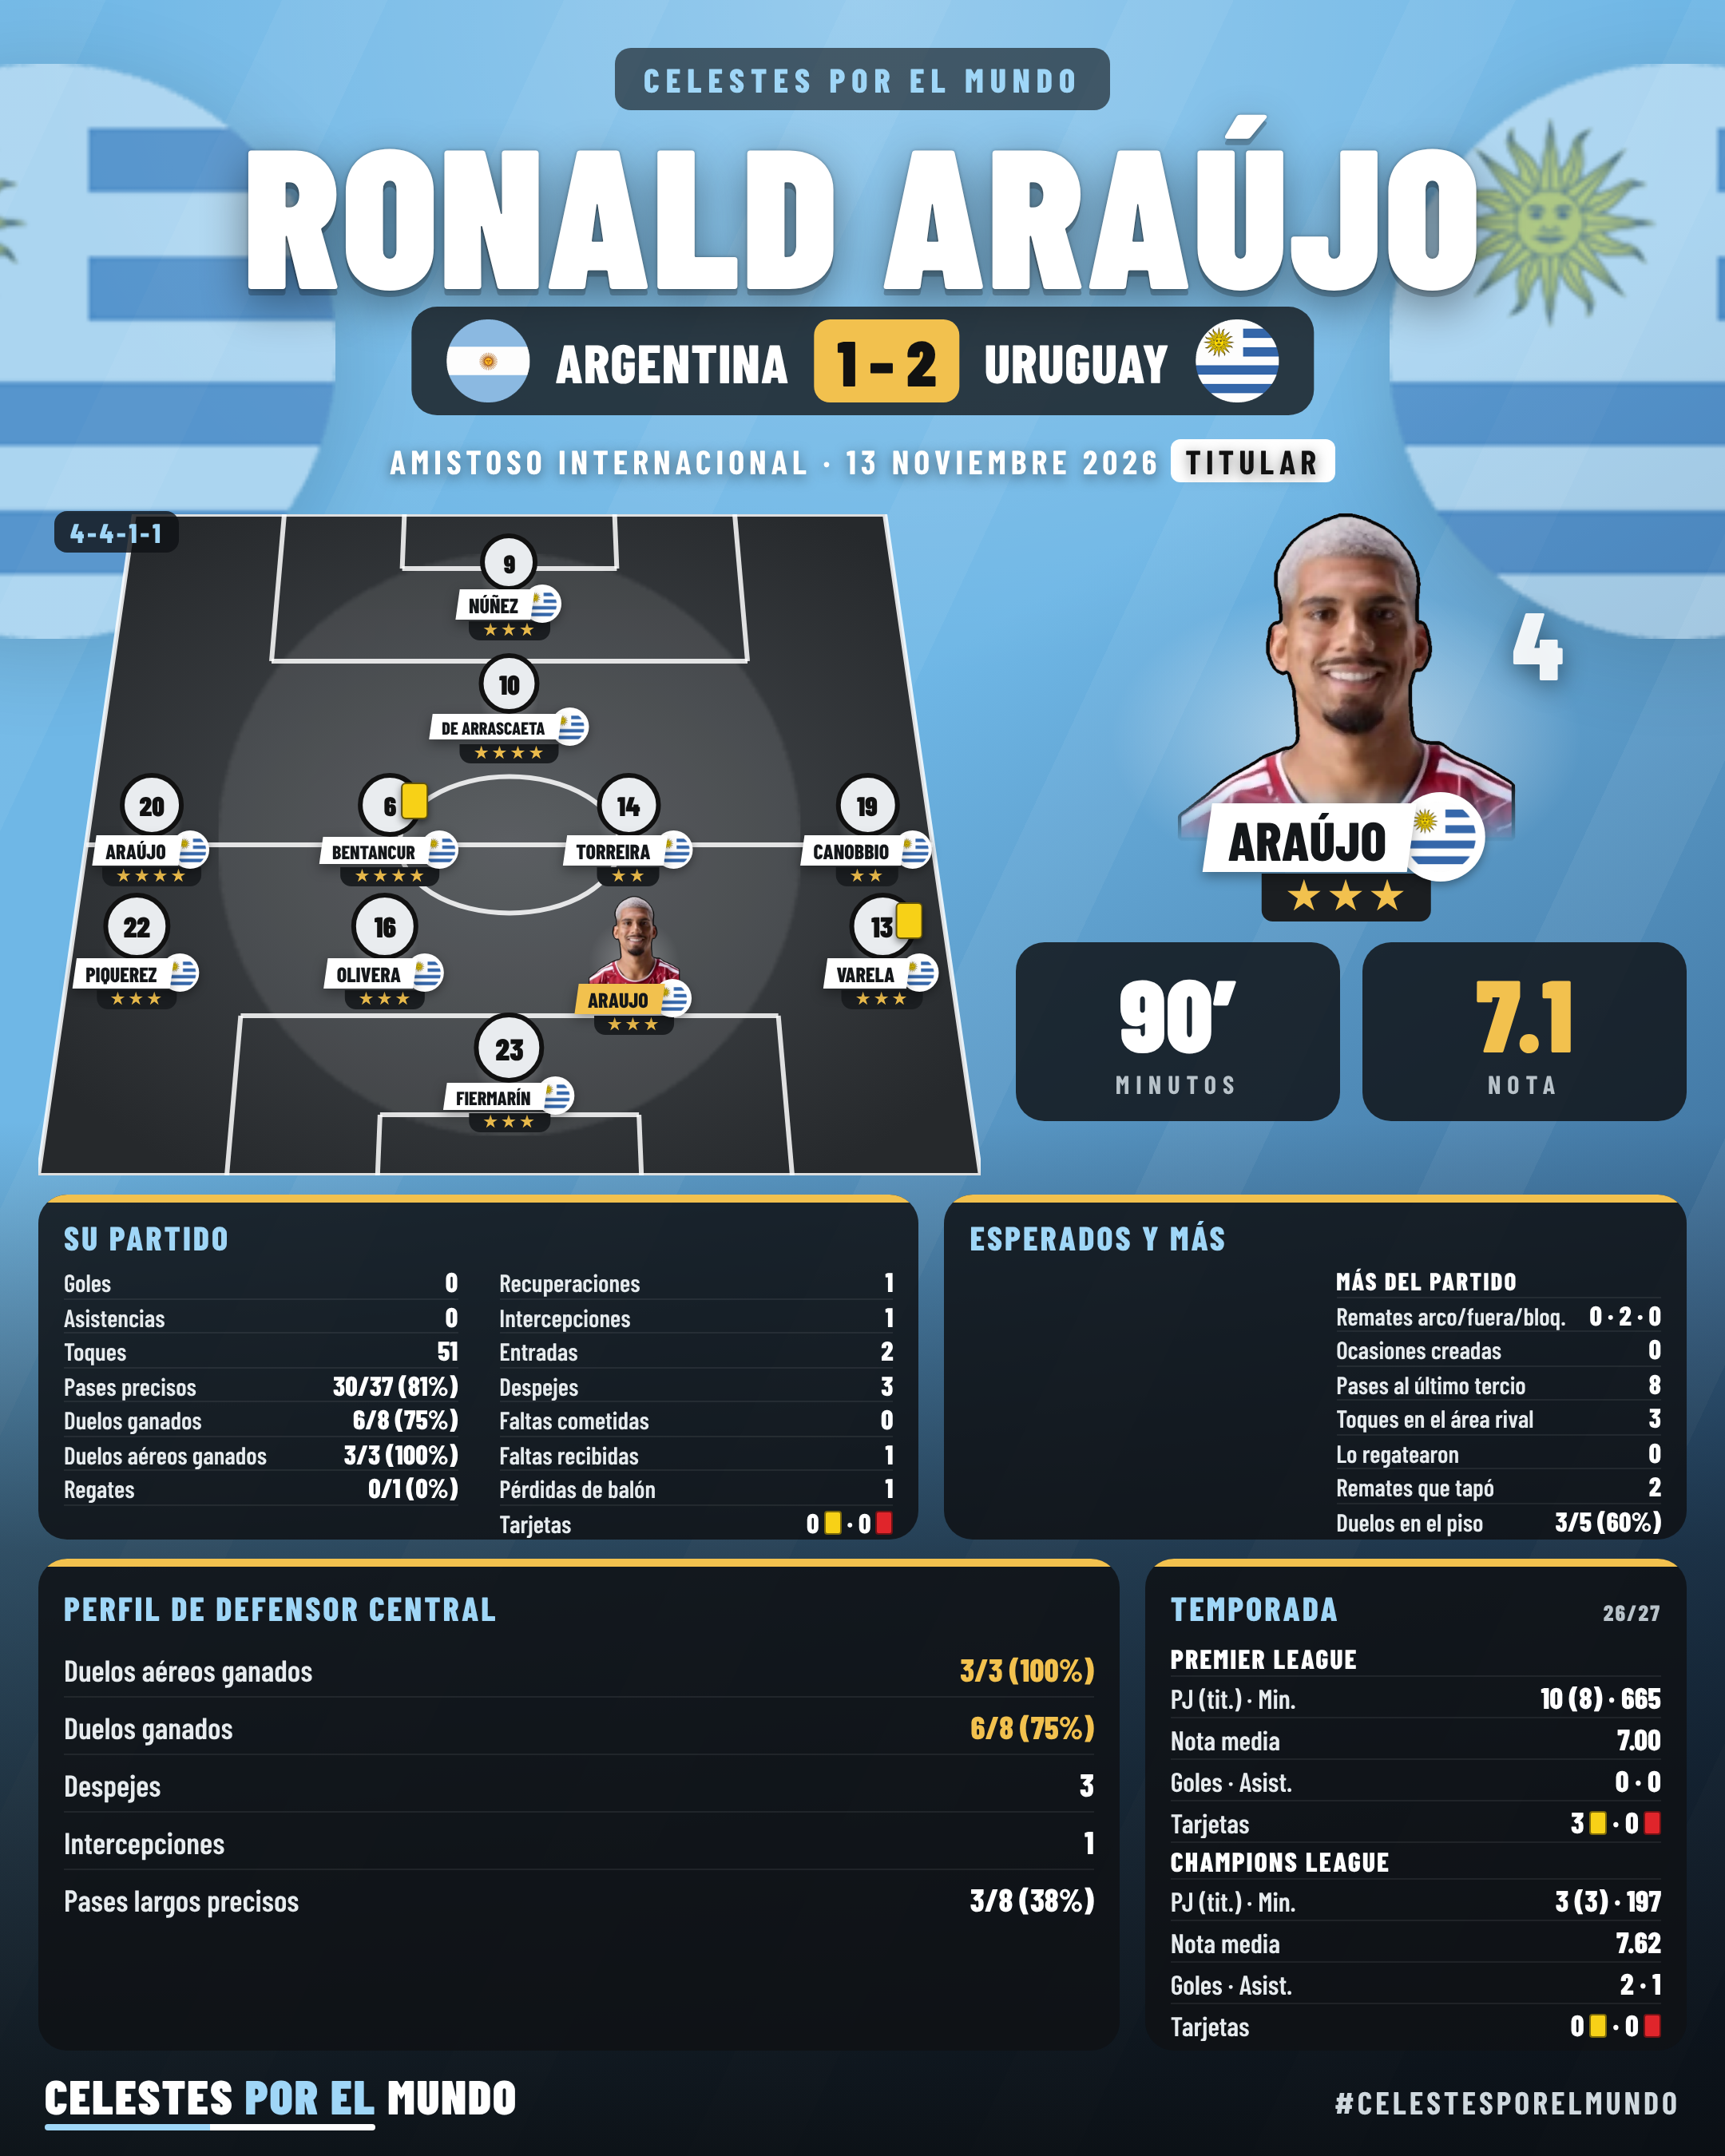 CELESTES POR EL MUNDO
RONALD ARAÚJO
ARGENTINA 1 - 2 URUGUAY
AMISTOSO INTERNACIONAL · 13 NOVIEMBRE 2026 TITULAR
4-4-1-1
9
NÚÑEZ
★★★
10
DE ARRASCAETA
★★★★
20
ARAÚJO
★★★★
6
BENTANCUR
★★★★
14
TORREIRA
★★
19
CANOBBIO
★★
22
PIQUEREZ
★★★
16
OLIVERA
★★★
ARAUJO
★★★
13
VARELA
★★★
23
FIERMARÍN
★★★
4
ARAÚJO
★★★
90'
MINUTOS
7.1
NOTA
SU PARTIDO
Goles 0
Asistencias 0
Toques 51
Pases precisos 30/37 (81%)
Duelos ganados 6/8 (75%)
Duelos aéreos ganados 3/3 (100%)
Regates 0/1 (0%)
Recuperaciones 1
Intercepciones 1
Entradas 2
Despejes 3
Faltas cometidas 0
Faltas recibidas 1
Pérdidas de balón 1
Tarjetas 0 · 0
ESPERADOS Y MÁS
MÁS DEL PARTIDO
Remates arco/fuera/bloq. 0 · 2 · 0
Ocasiones creadas 0
Pases al último tercio 8
Toques en el área rival 3
Lo regatearon 0
Remates que tapó 2
Duelos en el piso 3/5 (60%)
PERFIL DE DEFENSOR CENTRAL
Duelos aéreos ganados 3/3 (100%)
Duelos ganados 6/8 (75%)
Despejes 3
Intercepciones 1
Pases largos precisos 3/8 (38%)
TEMPORADA 26/27
PREMIER LEAGUE
PJ (tit.) · Min. 10 (8) · 665
Nota media 7.00
Goles · Asist. 0 · 0
Tarjetas 3 · 0
CHAMPIONS LEAGUE
PJ (tit.) · Min. 3 (3) · 197
Nota media 7.62
Goles · Asist. 2 · 1
Tarjetas 0 · 0
CELESTES POR EL MUNDO
#CELESTESPORELMUNDO